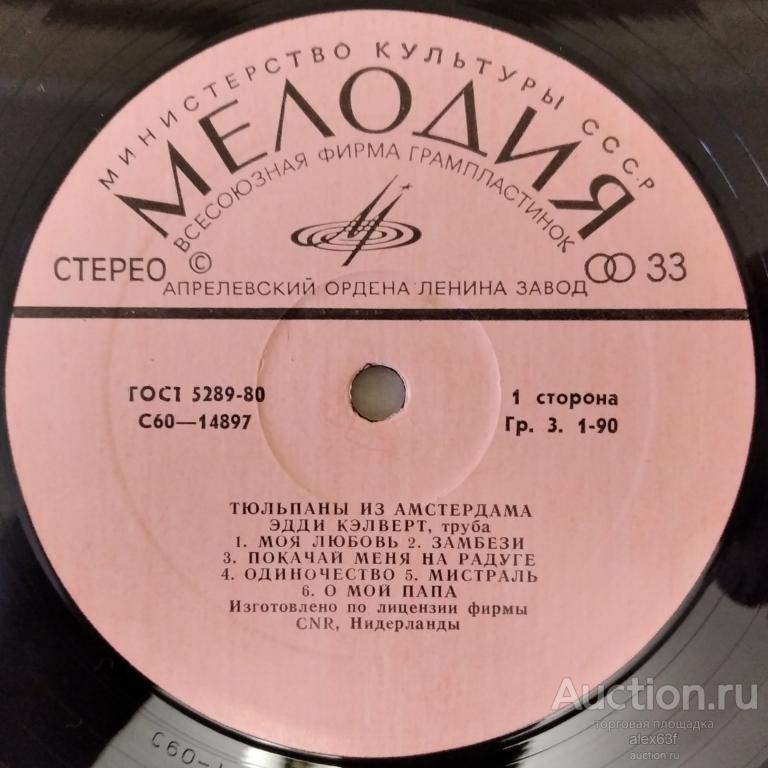 МИНИСТЕРСТВО КУЛЬТУРЫ СССР
МЕЛОДИЯ
ВСЕСОЮЗНАЯ ФИРМА ГРАМПЛАСТИНОК
СТЕРЕО © 33
АПРЕЛЕВСКИЙ ОРДЕНА ЛЕНИНА ЗАВОД
ГОСТ 5289-80
С60—14897
1 сторона
Гр. 3. 1-90
ТЮЛЬПАНЫ ИЗ АМСТЕРДАМА
ЭДДИ КЭЛВЕРТ, труба
1. МОЯ ЛЮБОВЬ 2. ЗАМБЕЗИ
3. ПОКАЧАЙ МЕНЯ НА РАДУГЕ
4. ОДИНОЧЕСТВО 5. МИСТРАЛЬ
6. О МОЙ ПАПА
Изготовлено по лицензии фирмы
CNR, Нидерланды
Auction.ru
торговая площадка
alex63f
auction.ru